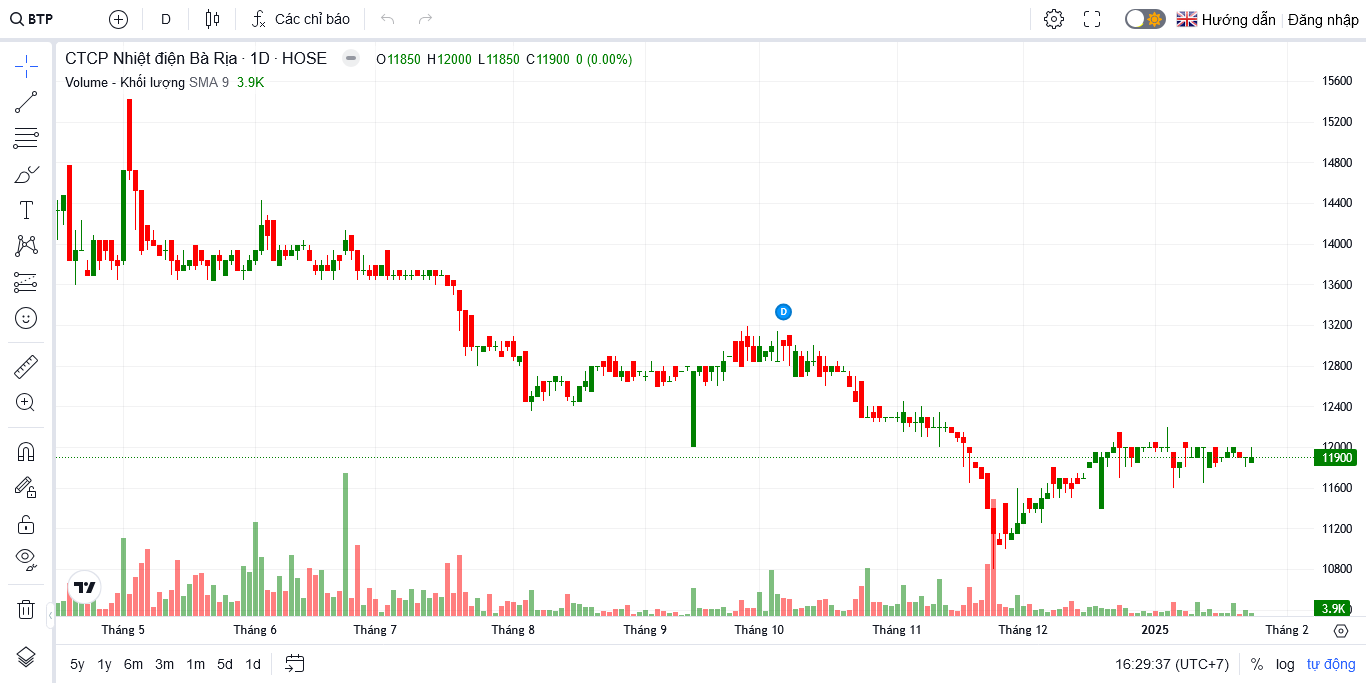 BTP D Các chỉ báo Hướng dẫn Đăng nhập
CTCP Nhiệt điện Bà Rịa · 1D · HOSE O11850 H12000 L11850 C11900 0 (0.00%)
Volume - Khối lượng SMA 9 3.9K
15600
15200
14800
14400
14000
13600
13200
D
12800
12400
12000
11900
11600
11200
10800
3.9K
Tháng 5 Tháng 6 Tháng 7 Tháng 8 Tháng 9 Tháng 10 Tháng 11 Tháng 12 2025 Tháng 2
5y 1y 6m 3m 1m 5d 1d 16:29:37 (UTC+7) % log tự động